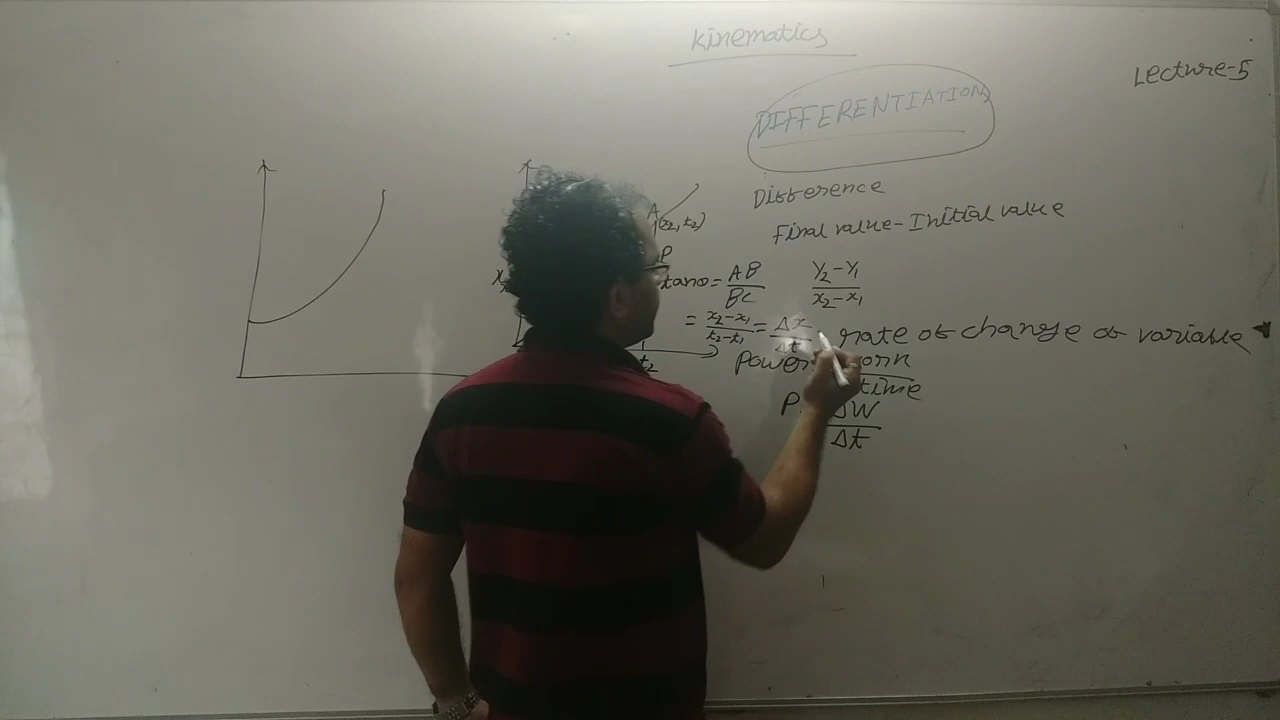 Kinematics
Lecture-5
DIFFERENTIATION
Difference
Final value - Initial value
A (x₂, t₂)
P
tanθ = AB/BC
Y₂-Y₁/x₂-x₁
= x₂-x₁/t₂-t₁ = Δx/Δt rate of change of variable
t₂
Power
time
P ΔW/Δt